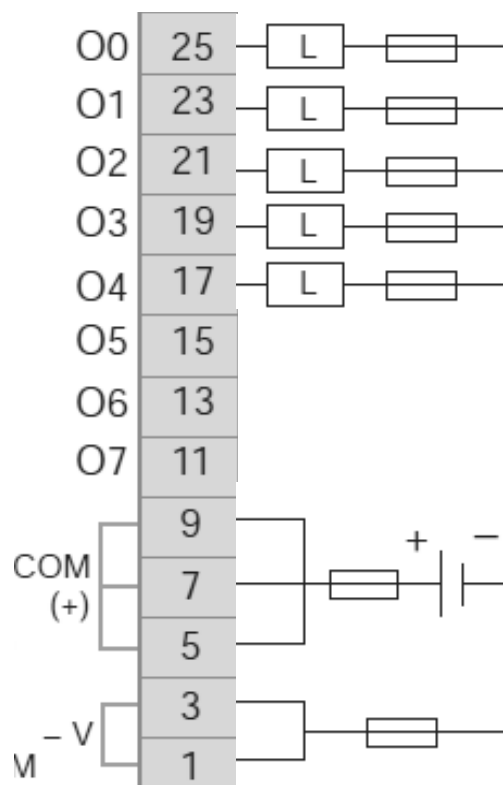 O0 25 L
O1 23 L
O2 21 L
O3 19 L
O4 17 L
O5 15
O6 13
O7 11
9
+ −
COM
7
(+)
5
3
– V
M
1